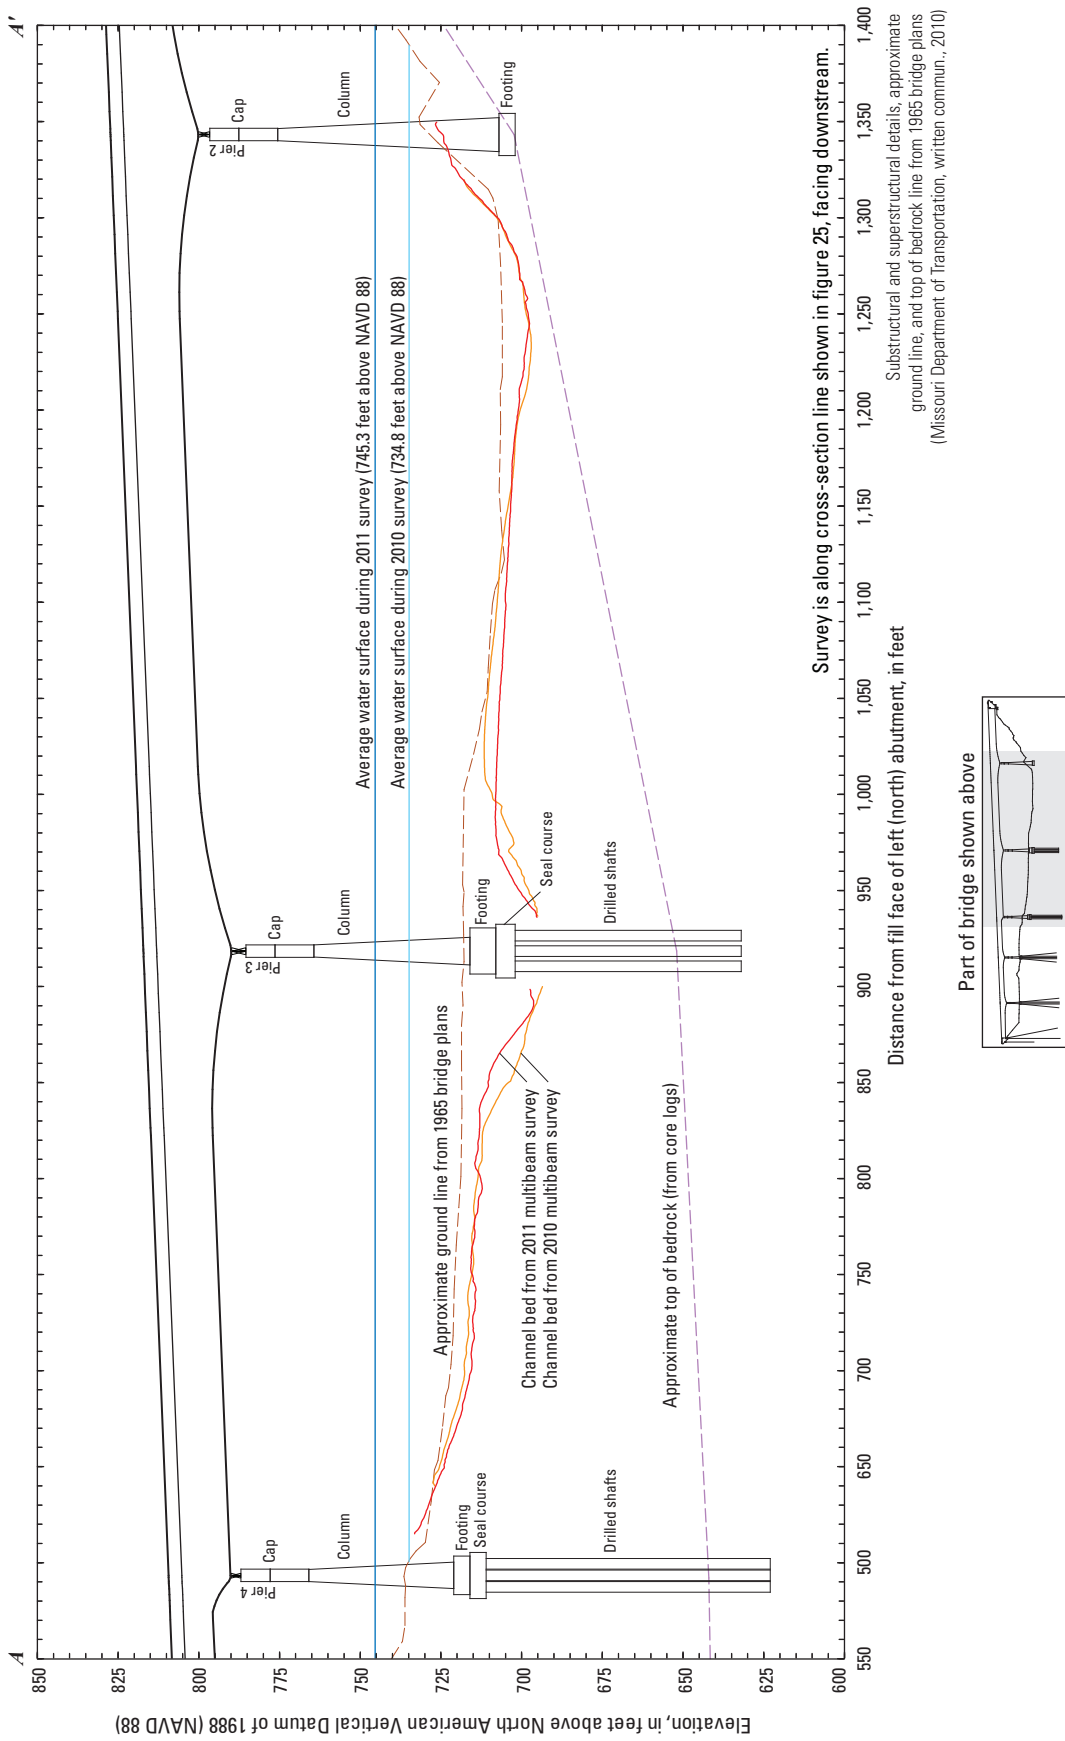 A
A'
Elevation, in feet above North American Vertical Datum of 1988 (NAVD 88)
850
825
800
775
750
725
700
675
650
625
600
Pier 4
Cap
Column
Footing
Seal course
Drilled shafts
Pier 3
Cap
Column
Footing
Seal course
Drilled shafts
Pier 2
Cap
Column
Footing
Average water surface during 2011 survey (745.3 feet above NAVD 88)
Average water surface during 2010 survey (734.8 feet above NAVD 88)
Approximate ground line from 1965 bridge plans
Channel bed from 2011 multibeam survey
Channel bed from 2010 multibeam survey
Approximate top of bedrock (from core logs)
Survey is along cross-section line shown in figure 25, facing downstream.
550
500
600
650
700
750
800
850
900
950
1,000
1,050
1,100
1,150
1,200
1,250
1,300
1,350
1,400
Distance from fill face of left (north) abutment, in feet
Substructural and superstructural details, approximate
ground line, and top of bedrock line from 1965 bridge plans
(Missouri Department of Transportation, written commun., 2010)
Part of bridge shown above